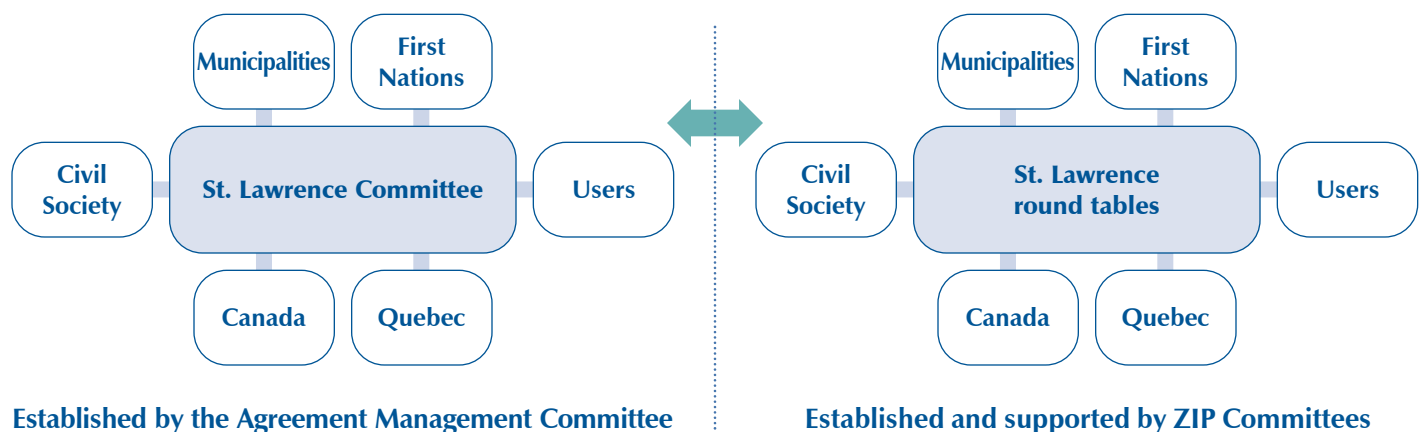 Municipalities
First
Nations
Civil
Society
St. Lawrence Committee
Users
Canada
Quebec
Established by the Agreement Management Committee
Municipalities
First
Nations
Civil
Society
St. Lawrence
round tables
Users
Canada
Quebec
Established and supported by ZIP Committees